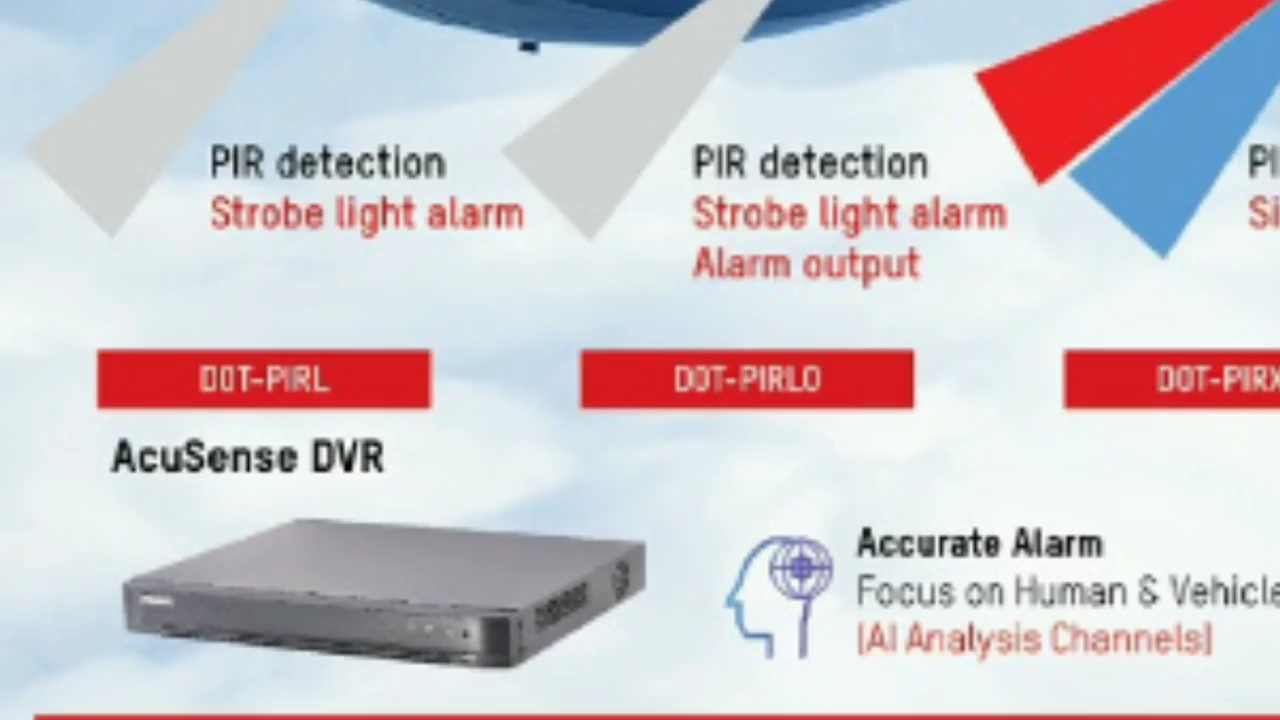 PIR detection
Strobe light alarm
PIR detection
Strobe light alarm
Alarm output
DOT-PIRL
DOT-PIRLO
AcuSense DVR
Accurate Alarm
Focus on Human & Vehicle
(AI Analysis Channels)